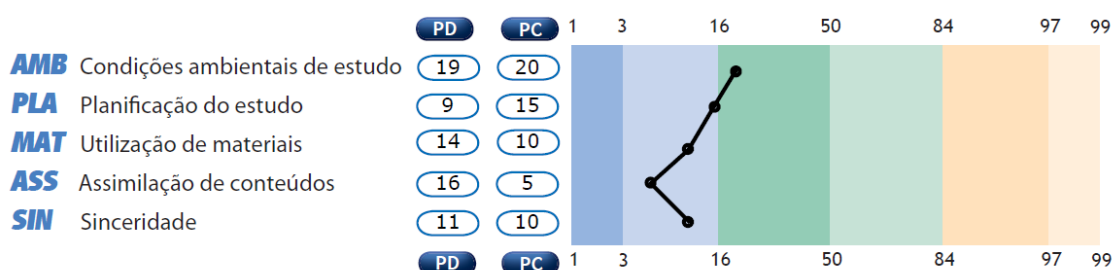 PD PC 1 3 16 50 84 97 99
AMB Condições ambientais de estudo 19 20
PLA Planificação do estudo 9 15
MAT Utilização de materiais 14 10
ASS Assimilação de conteúdos 16 5
SIN Sinceridade 11 10
PD PC 1 3 16 50 84 97 99